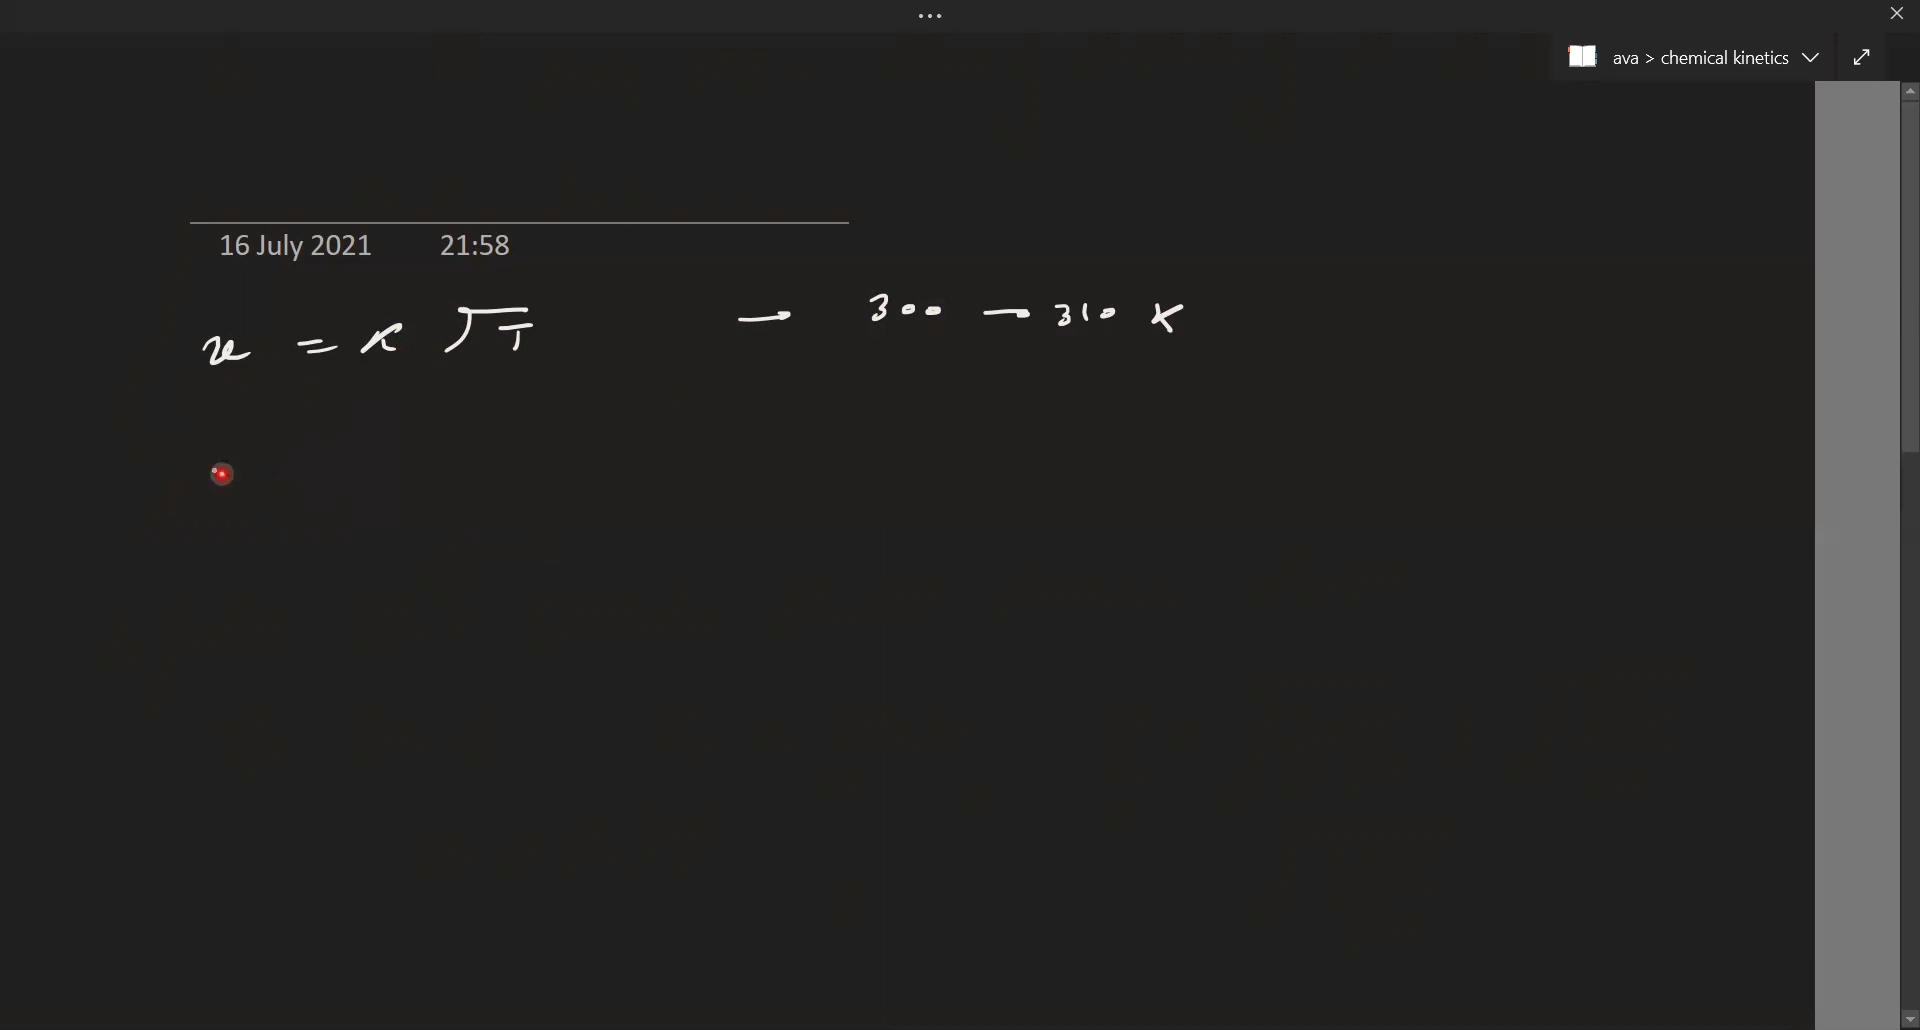 ava > chemical kinetics
16 July 2021 21:58
= K √T → 300 → 310 K